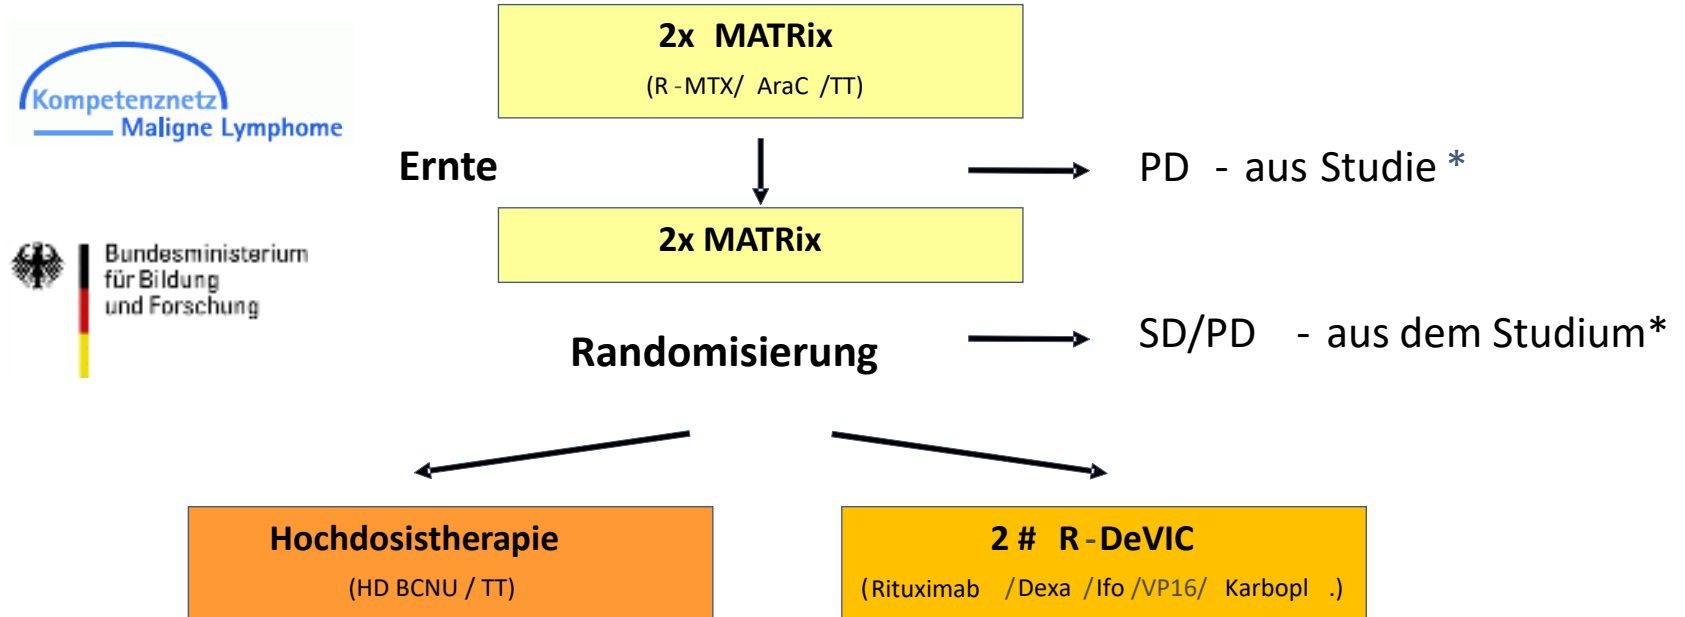 2x MATRix
(R-MTX/ AraC /TT)
Kompetenznetz
Maligne Lymphome
Ernte
PD - aus Studie *
2x MATRix
Bundesministerium
für Bildung
und Forschung
SD/PD - aus dem Studium*
Randomisierung
Hochdosistherapie
(HD BCNU / TT)
2 # R-DeVIC
(Rituximab /Dexa /Ifo /VP16/ Karbopl .)